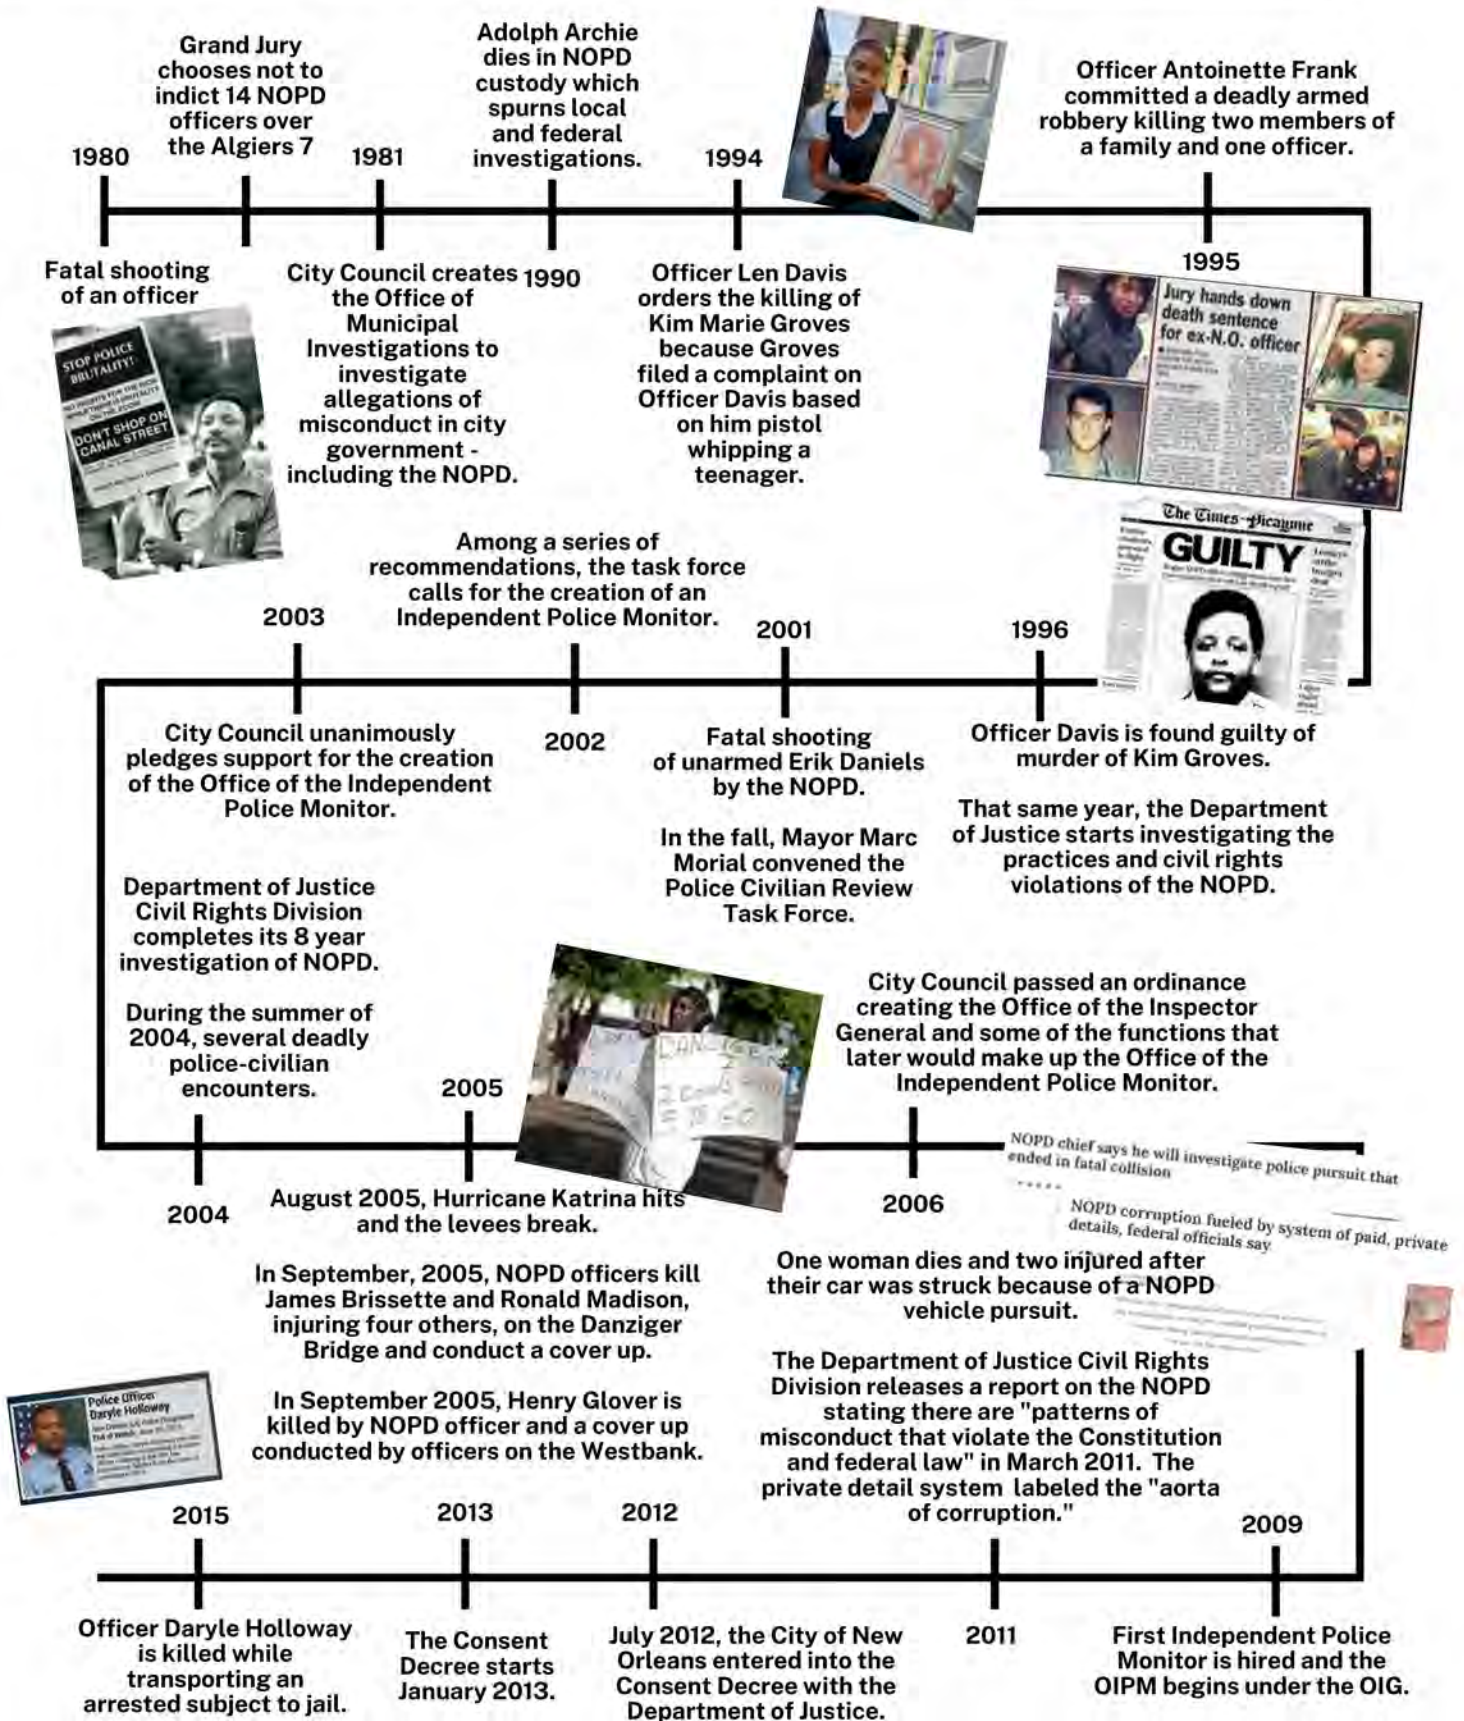 Grand Jury
chooses not to
indict 14 NOPD
officers over
the Algiers 7
Adolph Archie
dies in NOPD
custody which
spurns local
and federal
investigations.
Officer Antoinette Frank
committed a deadly armed
robbery killing two members of
a family and one officer.
1980
1981
1994
Fatal shooting
of an officer
City Council creates
the Office of
Municipal
Investigations to
investigate
allegations of
misconduct in city
government -
including the NOPD.
1990
Officer Len Davis
orders the killing of
Kim Marie Groves
because Groves
filed a complaint on
Officer Davis based
on him pistol
whipping a
teenager.
1995
STOP POLICE
BRUTALITY!
DON'T SHOP ON
CANAL STREET
Jury hands down
death sentence
for ex-N.O. officer
The Times-Picayune
GUILTY
2003
Among a series of
recommendations, the task force
calls for the creation of an
Independent Police Monitor.
2001
1996
City Council unanimously
pledges support for the creation
of the Office of the Independent
Police Monitor.
2002
Fatal shooting
of unarmed Erik Daniels
by the NOPD.
In the fall, Mayor Marc
Morial convened the
Police Civilian Review
Task Force.
Officer Davis is found guilty of
murder of Kim Groves.
That same year, the Department
of Justice starts investigating the
practices and civil rights
violations of the NOPD.
Department of Justice
Civil Rights Division
completes its 8 year
investigation of NOPD.
During the summer of
2004, several deadly
police-civilian
encounters.
2005
DANZIGER
City Council passed an ordinance
creating the Office of the Inspector
General and some of the functions that
later would make up the Office of the
Independent Police Monitor.
2004
August 2005, Hurricane Katrina hits
and the levees break.
In September, 2005, NOPD officers kill
James Brissette and Ronald Madison,
injuring four others, on the Danziger
Bridge and conduct a cover up.
In September 2005, Henry Glover is
killed by NOPD officer and a cover up
conducted by officers on the Westbank.
2006
NOPD chief says he will investigate police pursuit that
ended in fatal collision
NOPD corruption fueled by system of paid, private
details, federal officials say
One woman dies and two injured after
their car was struck because of a NOPD
vehicle pursuit.
The Department of Justice Civil Rights
Division releases a report on the NOPD
stating there are "patterns of
misconduct that violate the Constitution
and federal law" in March 2011. The
private detail system labeled the "aorta
of corruption."
Police Officer
Daryle Holloway
2015
2013
2012
2009
Officer Daryle Holloway
is killed while
transporting an
arrested subject to jail.
The Consent
Decree starts
January 2013.
July 2012, the City of New
Orleans entered into the
Consent Decree with the
Department of Justice.
2011
First Independent Police
Monitor is hired and the
OIPM begins under the OIG.